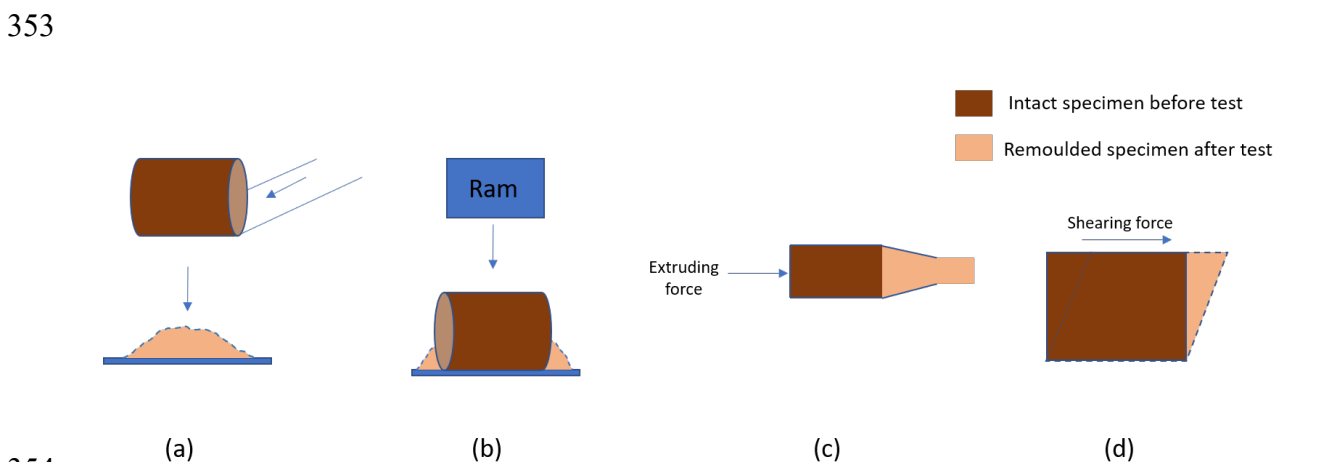 353
Intact specimen before test
Remoulded specimen after test
Ram
Shearing force
Extruding
force
(a)
(b)
(c)
(d)